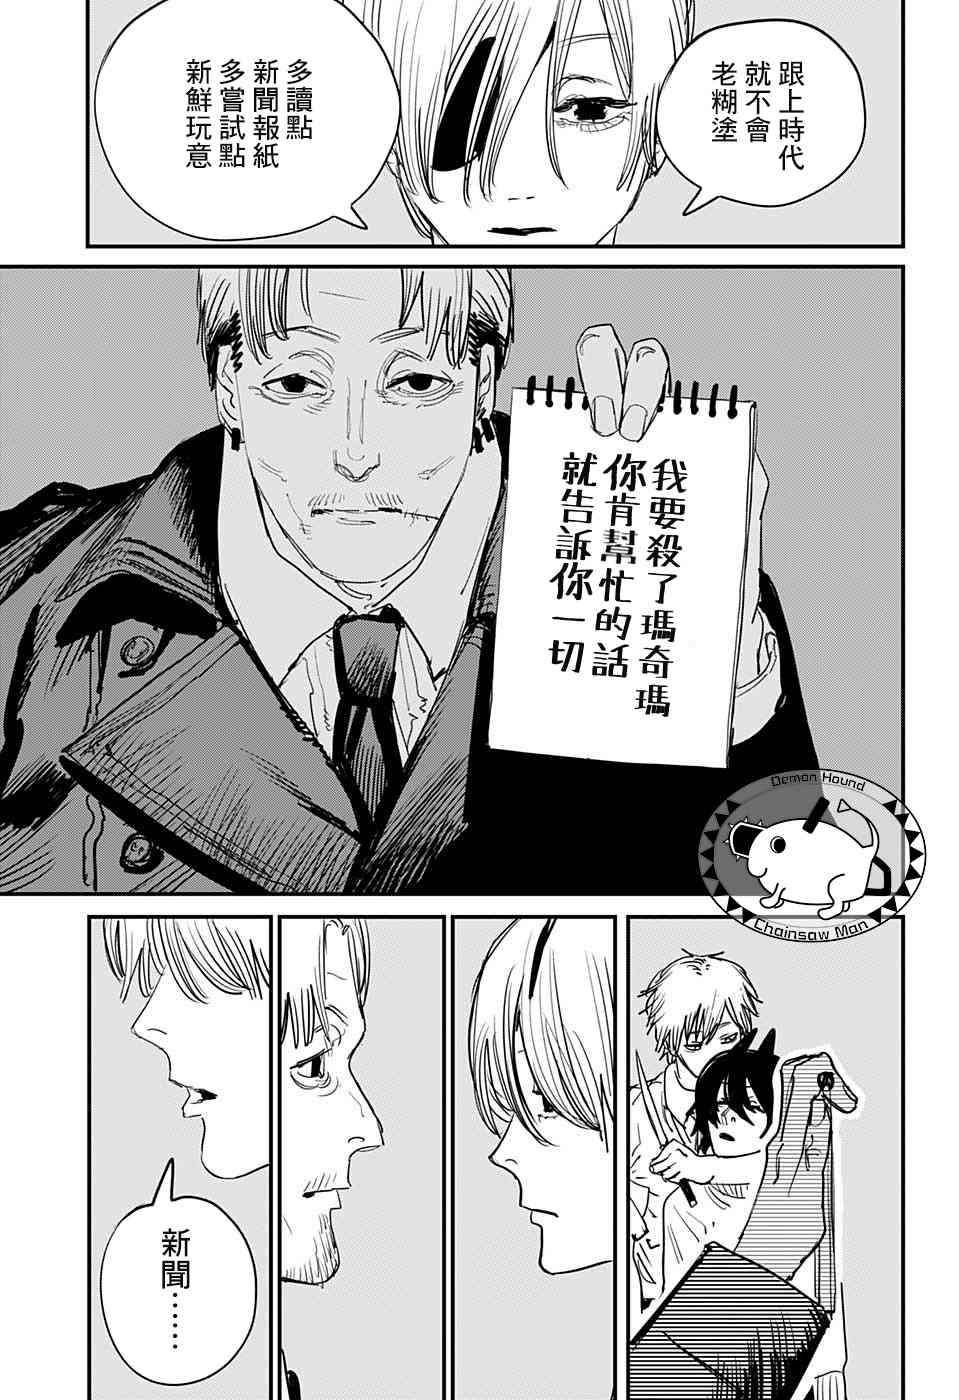 跟上時代
就不會
老糊塗
多讀點
新聞報紙
多嘗試點
新鮮玩意
我要殺了瑪奇瑪
你肯幫忙的話
就告訴你一切
Demon Hound
Chainsaw Man
新聞……